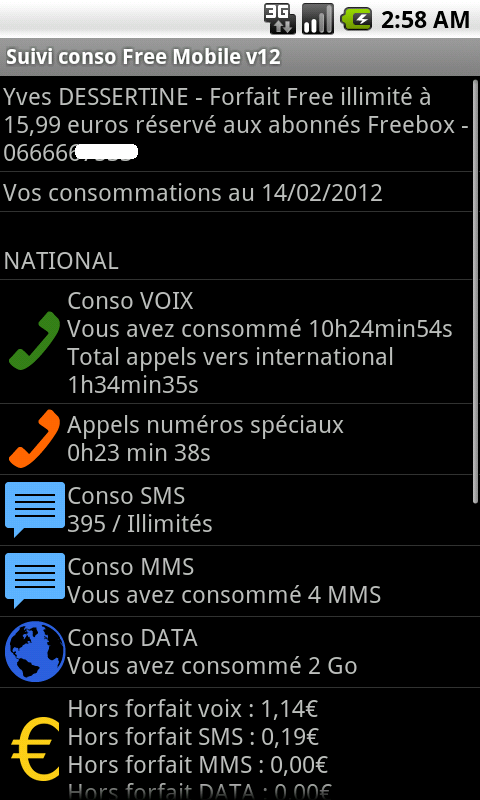 3G
2:58 AM
Suivi conso Free Mobile v12
Yves DESSERTINE - Forfait Free illimité à
15,99 euros réservé aux abonnés Freebox -
066666
Vos consommations au 14/02/2012
NATIONAL
Conso VOIX
Vous avez consommé 10h24min54s
Total appels vers international
1h34min35s
Appels numéros spéciaux
0h23 min 38s
Conso SMS
395 / Illimités
Conso MMS
Vous avez consommé 4 MMS
Conso DATA
Vous avez consommé 2 Go
€
Hors forfait voix : 1,14€
Hors forfait SMS : 0,19€
Hors forfait MMS : 0,00€
Hors forfait DATA : 0,00€